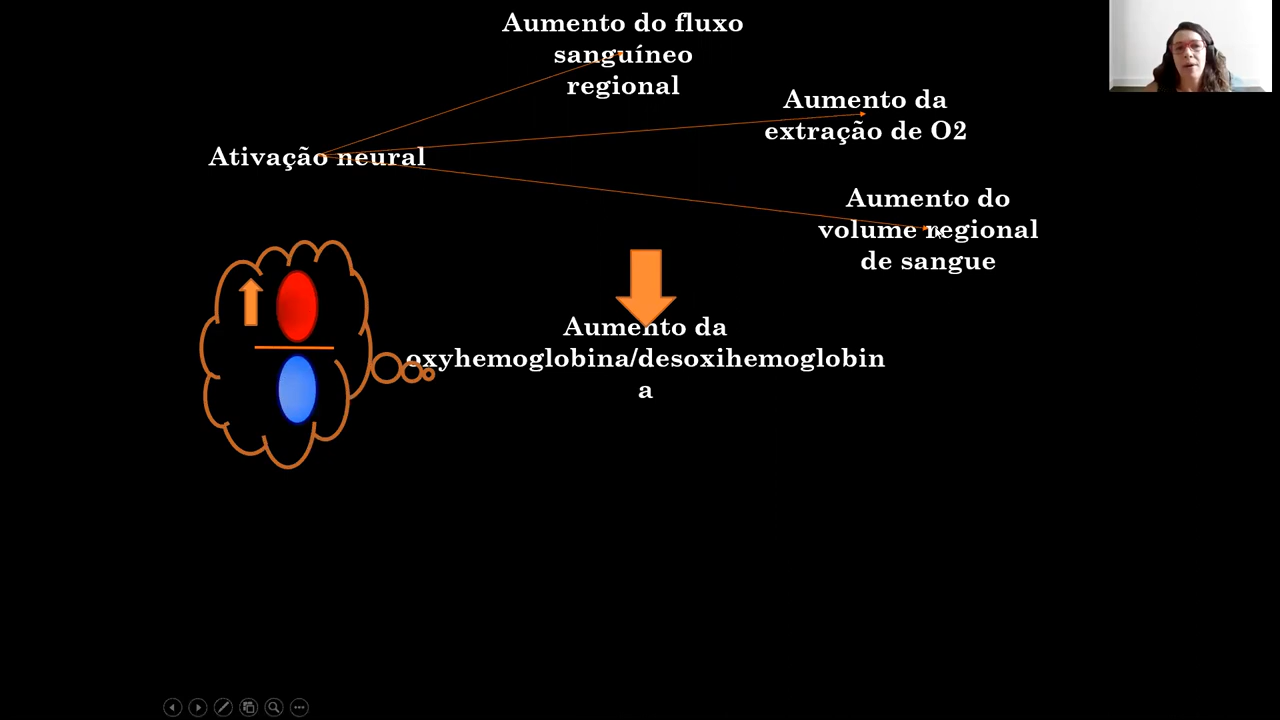 Aumento do fluxo
sanguíneo
regional
Aumento da
extração de O2
Ativação neural
Aumento do
volume regional
de sangue
Aumento da
oxyhemoglobina/desoxihemoglobin
a